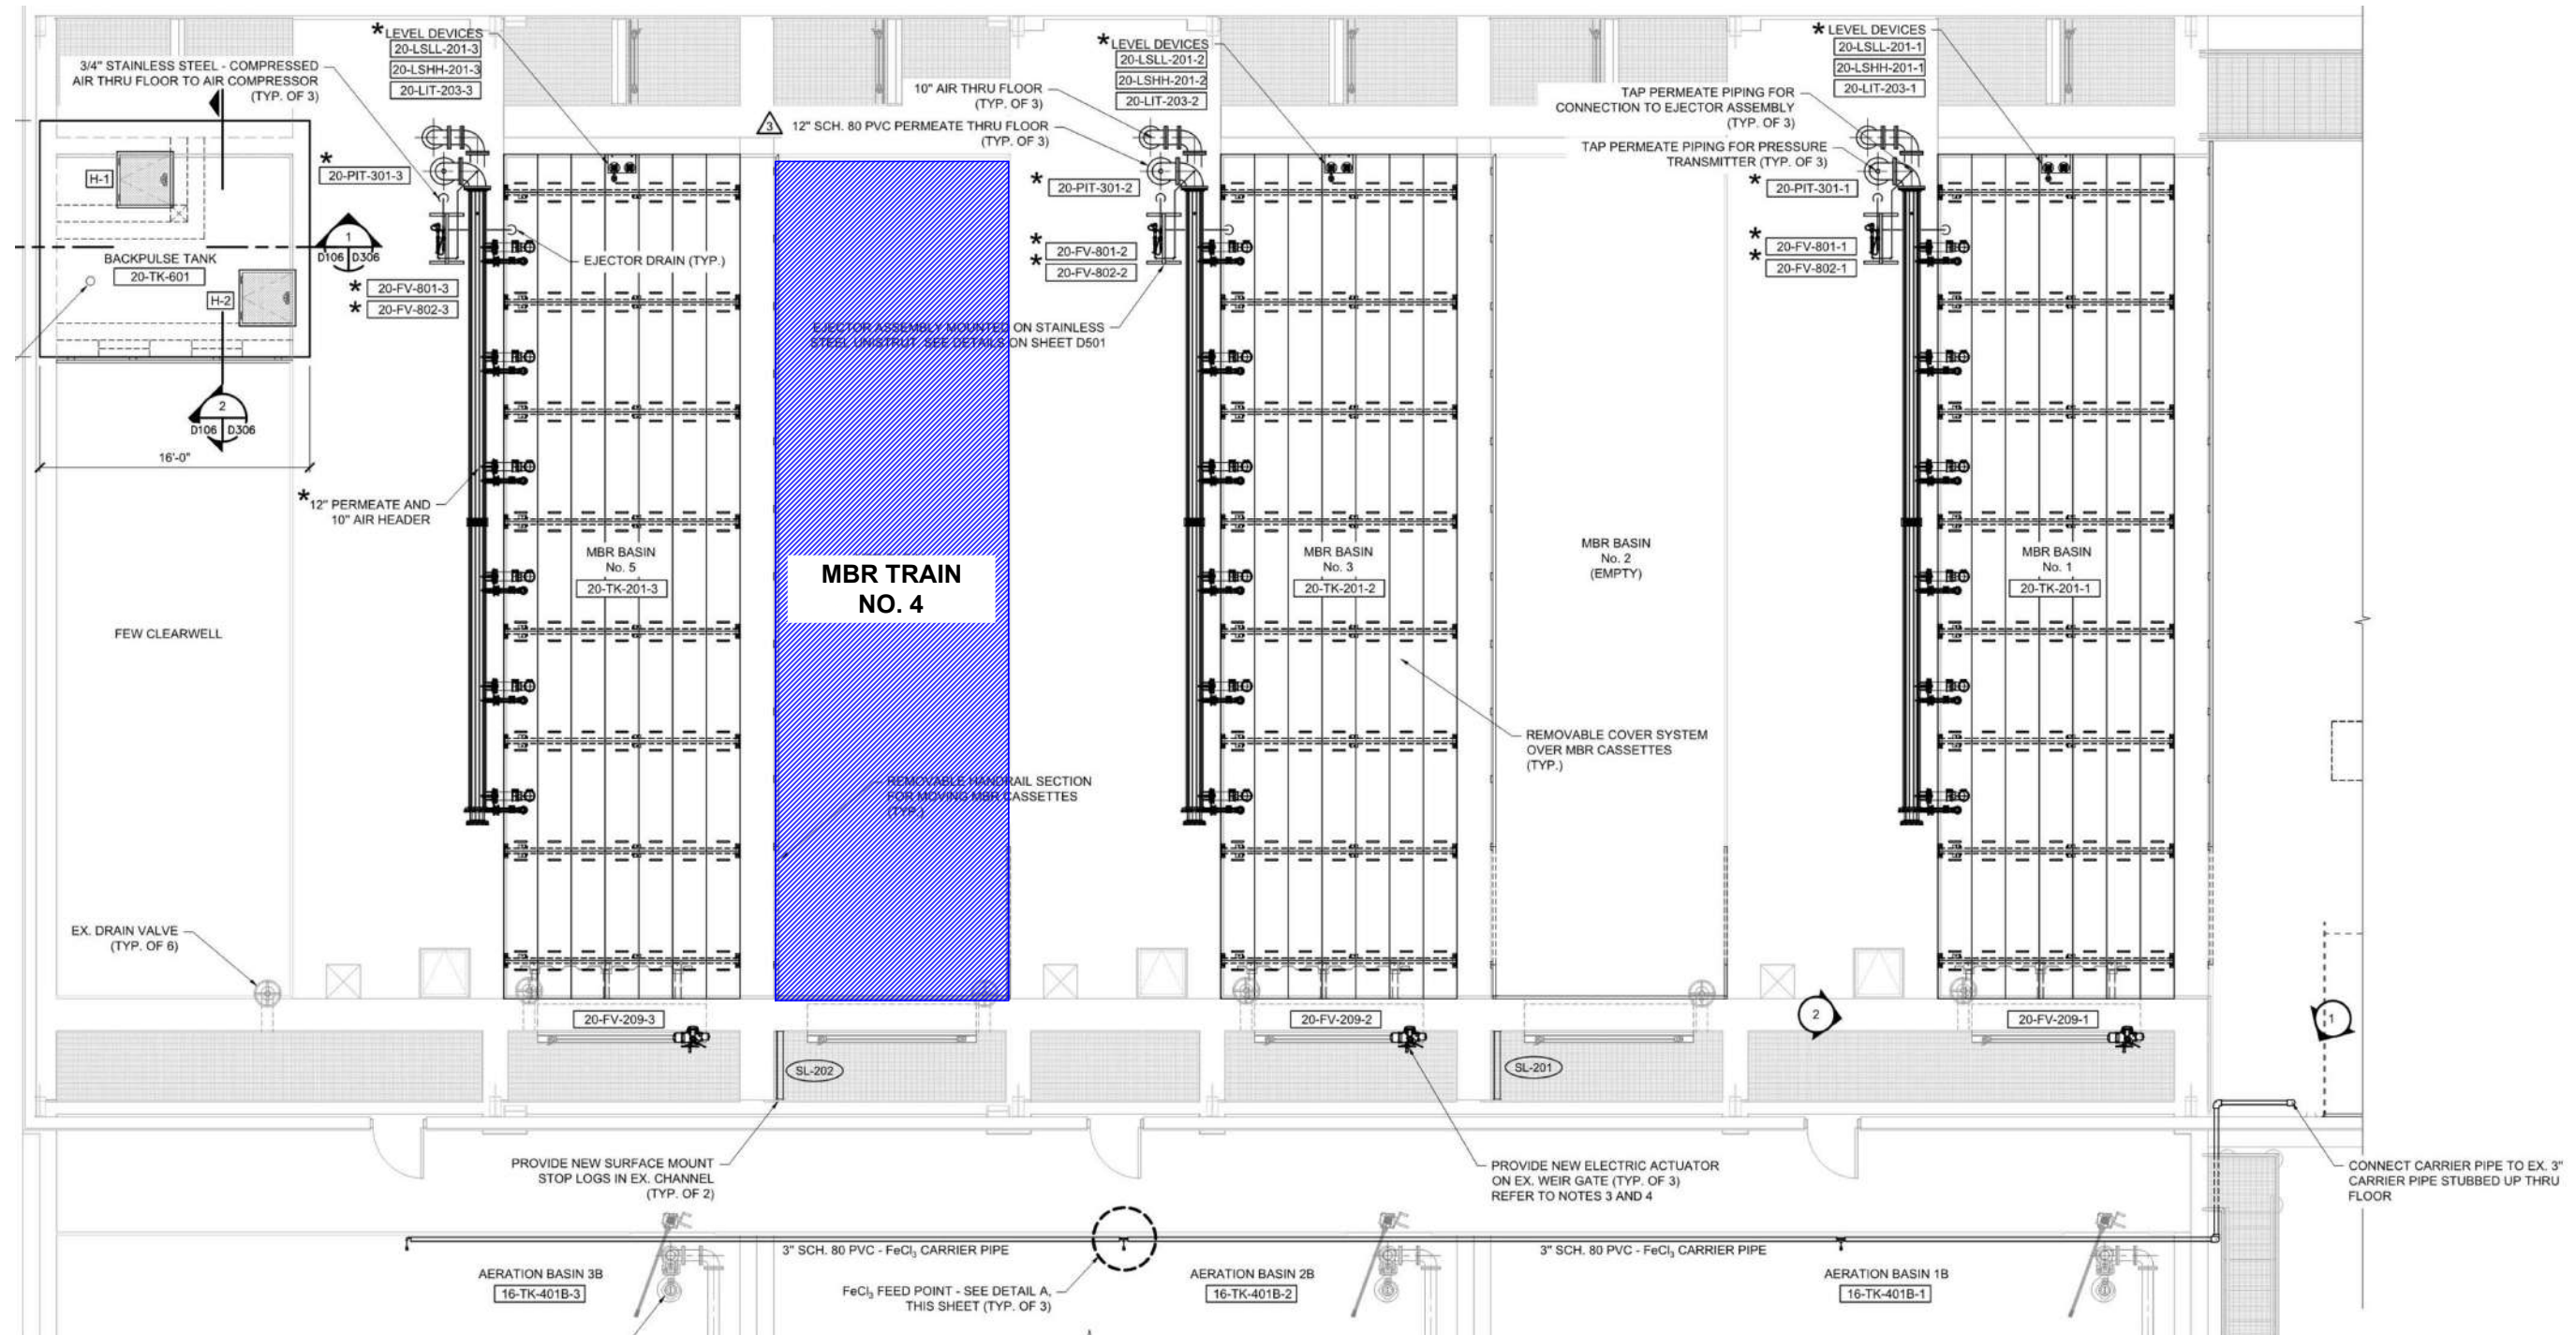 *LEVEL DEVICES
20-LSLL-201-3
20-LSHH-201-3
20-LIT-203-3
3/4" STAINLESS STEEL - COMPRESSED
AIR THRU FLOOR TO AIR COMPRESSOR
(TYP. OF 3)
*LEVEL DEVICES
20-LSLL-201-2
20-LSHH-201-2
20-LIT-203-2
10" AIR THRU FLOOR
(TYP. OF 3)
3
12" SCH. 80 PVC PERMEATE THRU FLOOR
(TYP. OF 3)
*LEVEL DEVICES
20-LSLL-201-1
20-LSHH-201-1
20-LIT-203-1
TAP PERMEATE PIPING FOR
CONNECTION TO EJECTOR ASSEMBLY
(TYP. OF 3)
TAP PERMEATE PIPING FOR PRESSURE
TRANSMITTER (TYP. OF 3)
H-1
*
20-PIT-301-3
*
20-PIT-301-2
*
20-PIT-301-1
1
D106 D306
BACKPULSE TANK
20-TK-601
H-2
* 20-FV-801-3
* 20-FV-802-3
EJECTOR DRAIN (TYP.)
* 20-FV-801-2
* 20-FV-802-2
* 20-FV-801-1
* 20-FV-802-1
EJECTOR ASSEMBLY MOUNTED ON STAINLESS
STEEL UNISTRUT. SEE DETAILS ON SHEET D501
2
D106 D306
16'-0"
*12" PERMEATE AND
10" AIR HEADER
MBR BASIN
No. 5
20-TK-201-3
MBR TRAIN
NO. 4
MBR BASIN
No. 3
20-TK-201-2
MBR BASIN
No. 2
(EMPTY)
MBR BASIN
No. 1
20-TK-201-1
FEW CLEARWELL
REMOVABLE HANDRAIL SECTION
FOR MOVING MBR CASSETTES
(TYP.)
REMOVABLE COVER SYSTEM
OVER MBR CASSETTES
(TYP.)
EX. DRAIN VALVE
(TYP. OF 6)
20-FV-209-3
20-FV-209-2
2
20-FV-209-1
1
SL-202
SL-201
PROVIDE NEW SURFACE MOUNT
STOP LOGS IN EX. CHANNEL
(TYP. OF 2)
PROVIDE NEW ELECTRIC ACTUATOR
ON EX. WEIR GATE (TYP. OF 3)
REFER TO NOTES 3 AND 4
CONNECT CARRIER PIPE TO EX. 3"
CARRIER PIPE STUBBED UP THRU
FLOOR
3" SCH. 80 PVC - FeCl₃ CARRIER PIPE
3" SCH. 80 PVC - FeCl₃ CARRIER PIPE
AERATION BASIN 3B
16-TK-401B-3
FeCl₃ FEED POINT - SEE DETAIL A,
THIS SHEET (TYP. OF 3)
AERATION BASIN 2B
16-TK-401B-2
AERATION BASIN 1B
16-TK-401B-1